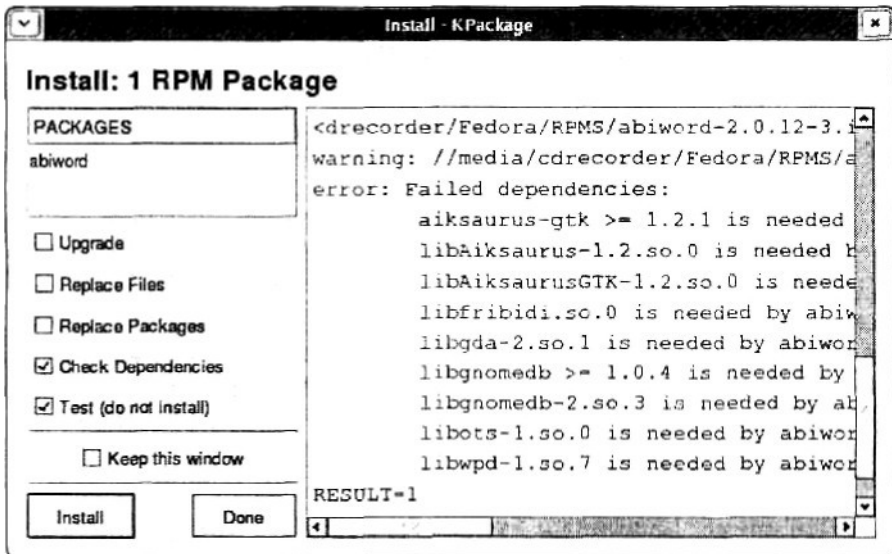 Install - KPackage
Install: 1 RPM Package
PACKAGES
abiword
Upgrade
Replace Files
Replace Packages
Check Dependencies
Test (do not install)
Keep this window
Install
Done
<drecorder/Fedora/RPMS/abiword-2.0.12-3.i
warning: //media/cdrecorder/Fedora/RPMS/a
error: Failed dependencies:
aiksaurus-gtk >= 1.2.1 is needed
libAiksaurus-1.2.so.0 is needed b
libAiksaurusGTK-1.2.so.0 is neede
libfribidi.so.0 is needed by abiw
libgda-2.so.1 is needed by abiwor
libgnomedb >= 1.0.4 is needed by
libgnomedb-2.so.3 is needed by ab
libots-1.so.0 is needed by abiwor
libwpd-1.so.7 is needed by abiwor
RESULT=1